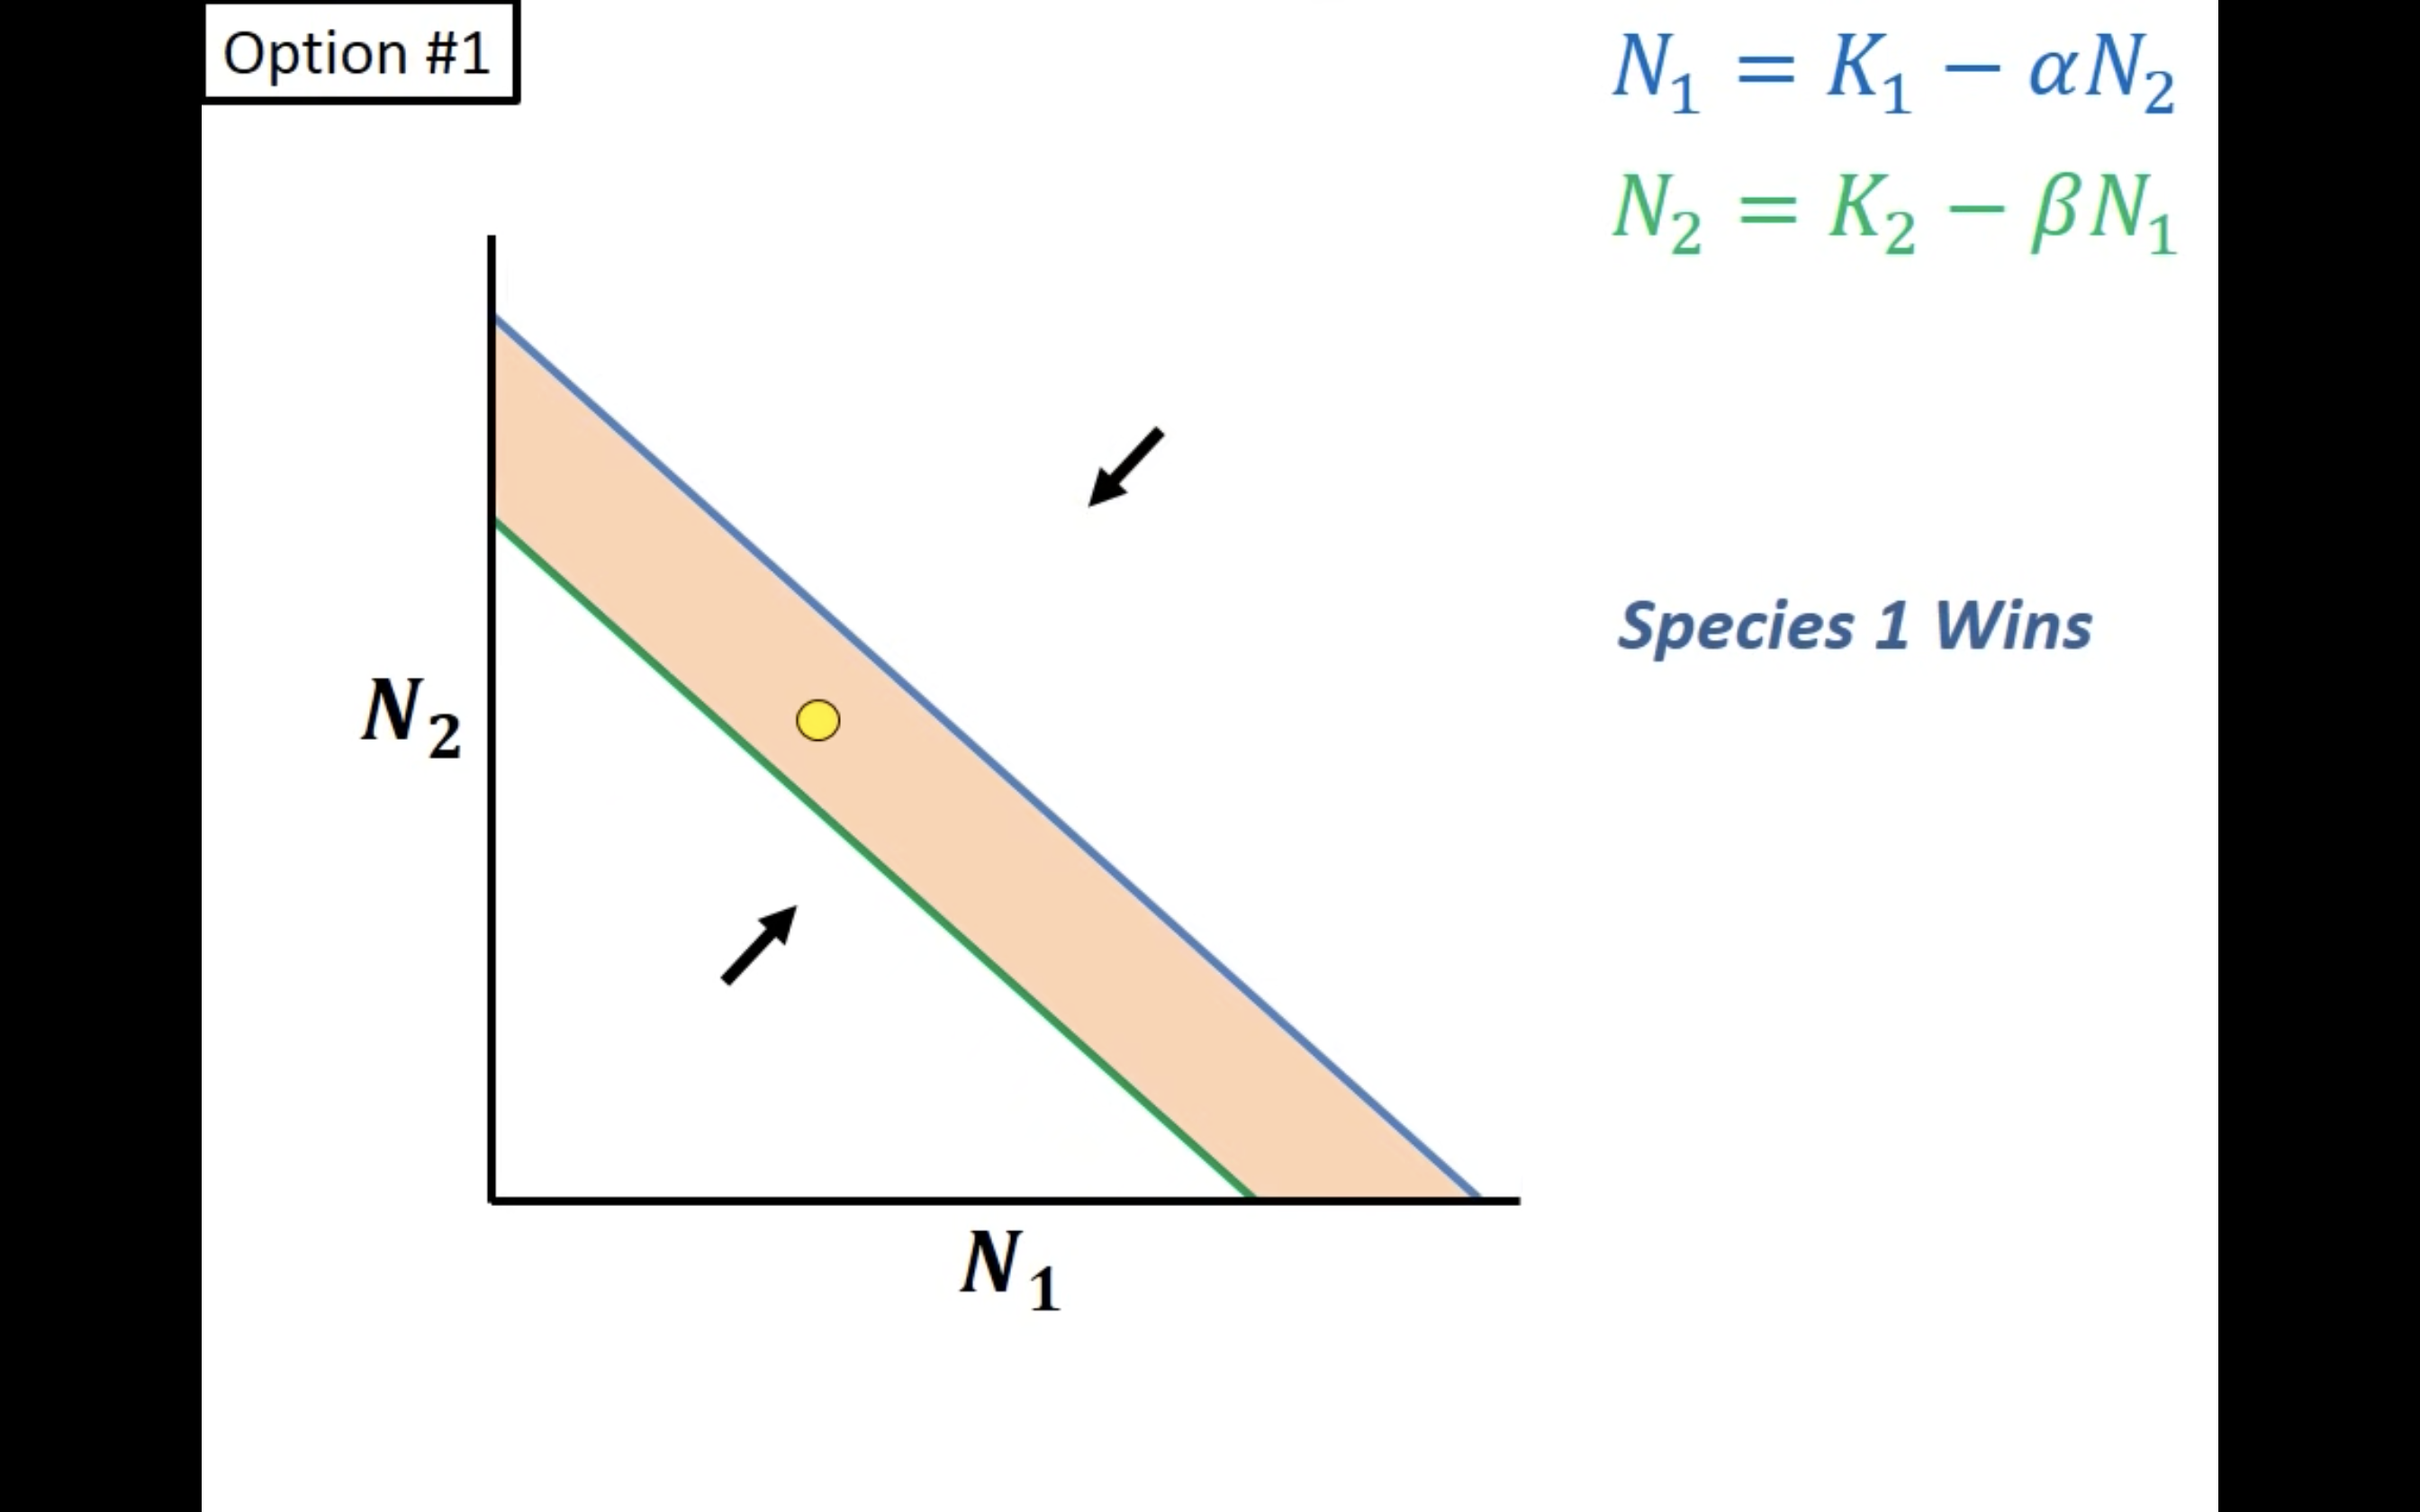 Option #1
N₁ = K₁ − αN₂
N₂ = K₂ − βN₁
Species 1 Wins
N₂
N₁